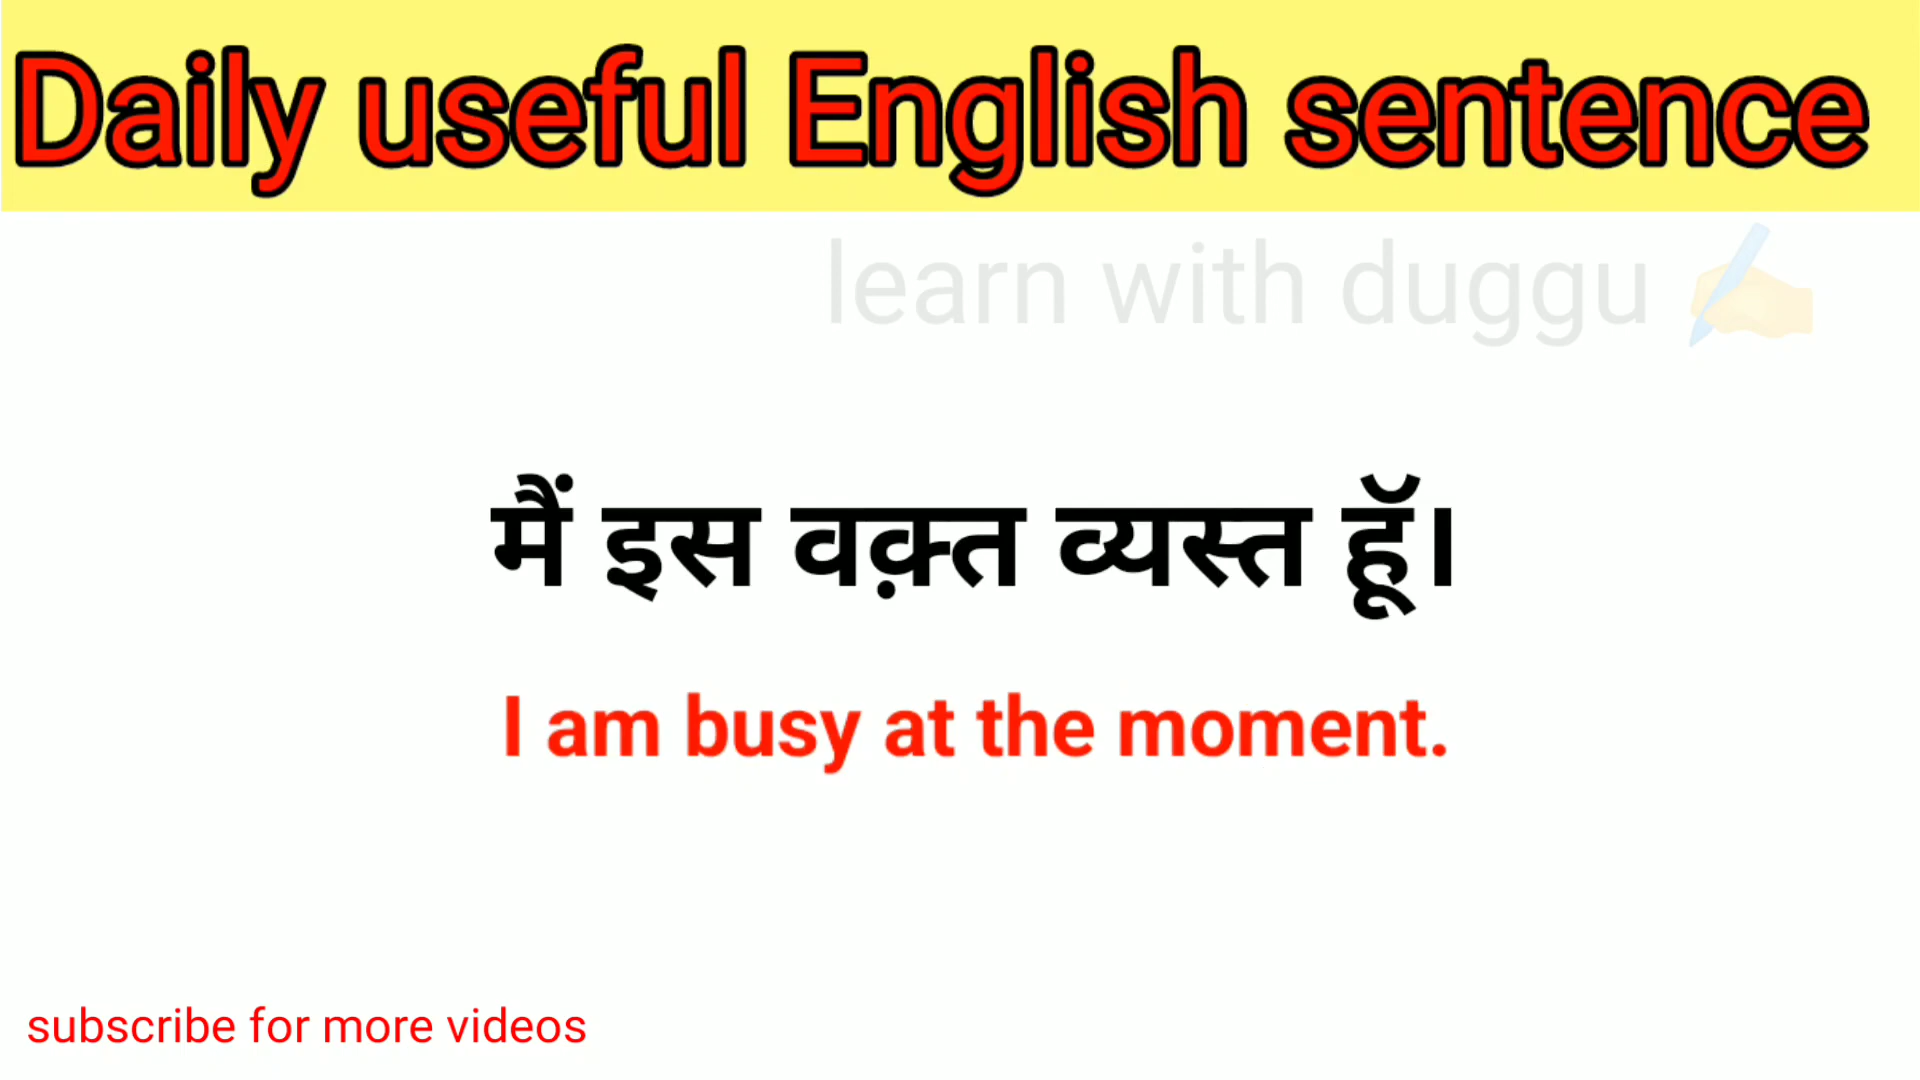 Daily useful English sentence
learn with duggu ✍
मैं इस वक़्त व्यस्त हूॅ।
I am busy at the moment.
subscribe for more videos